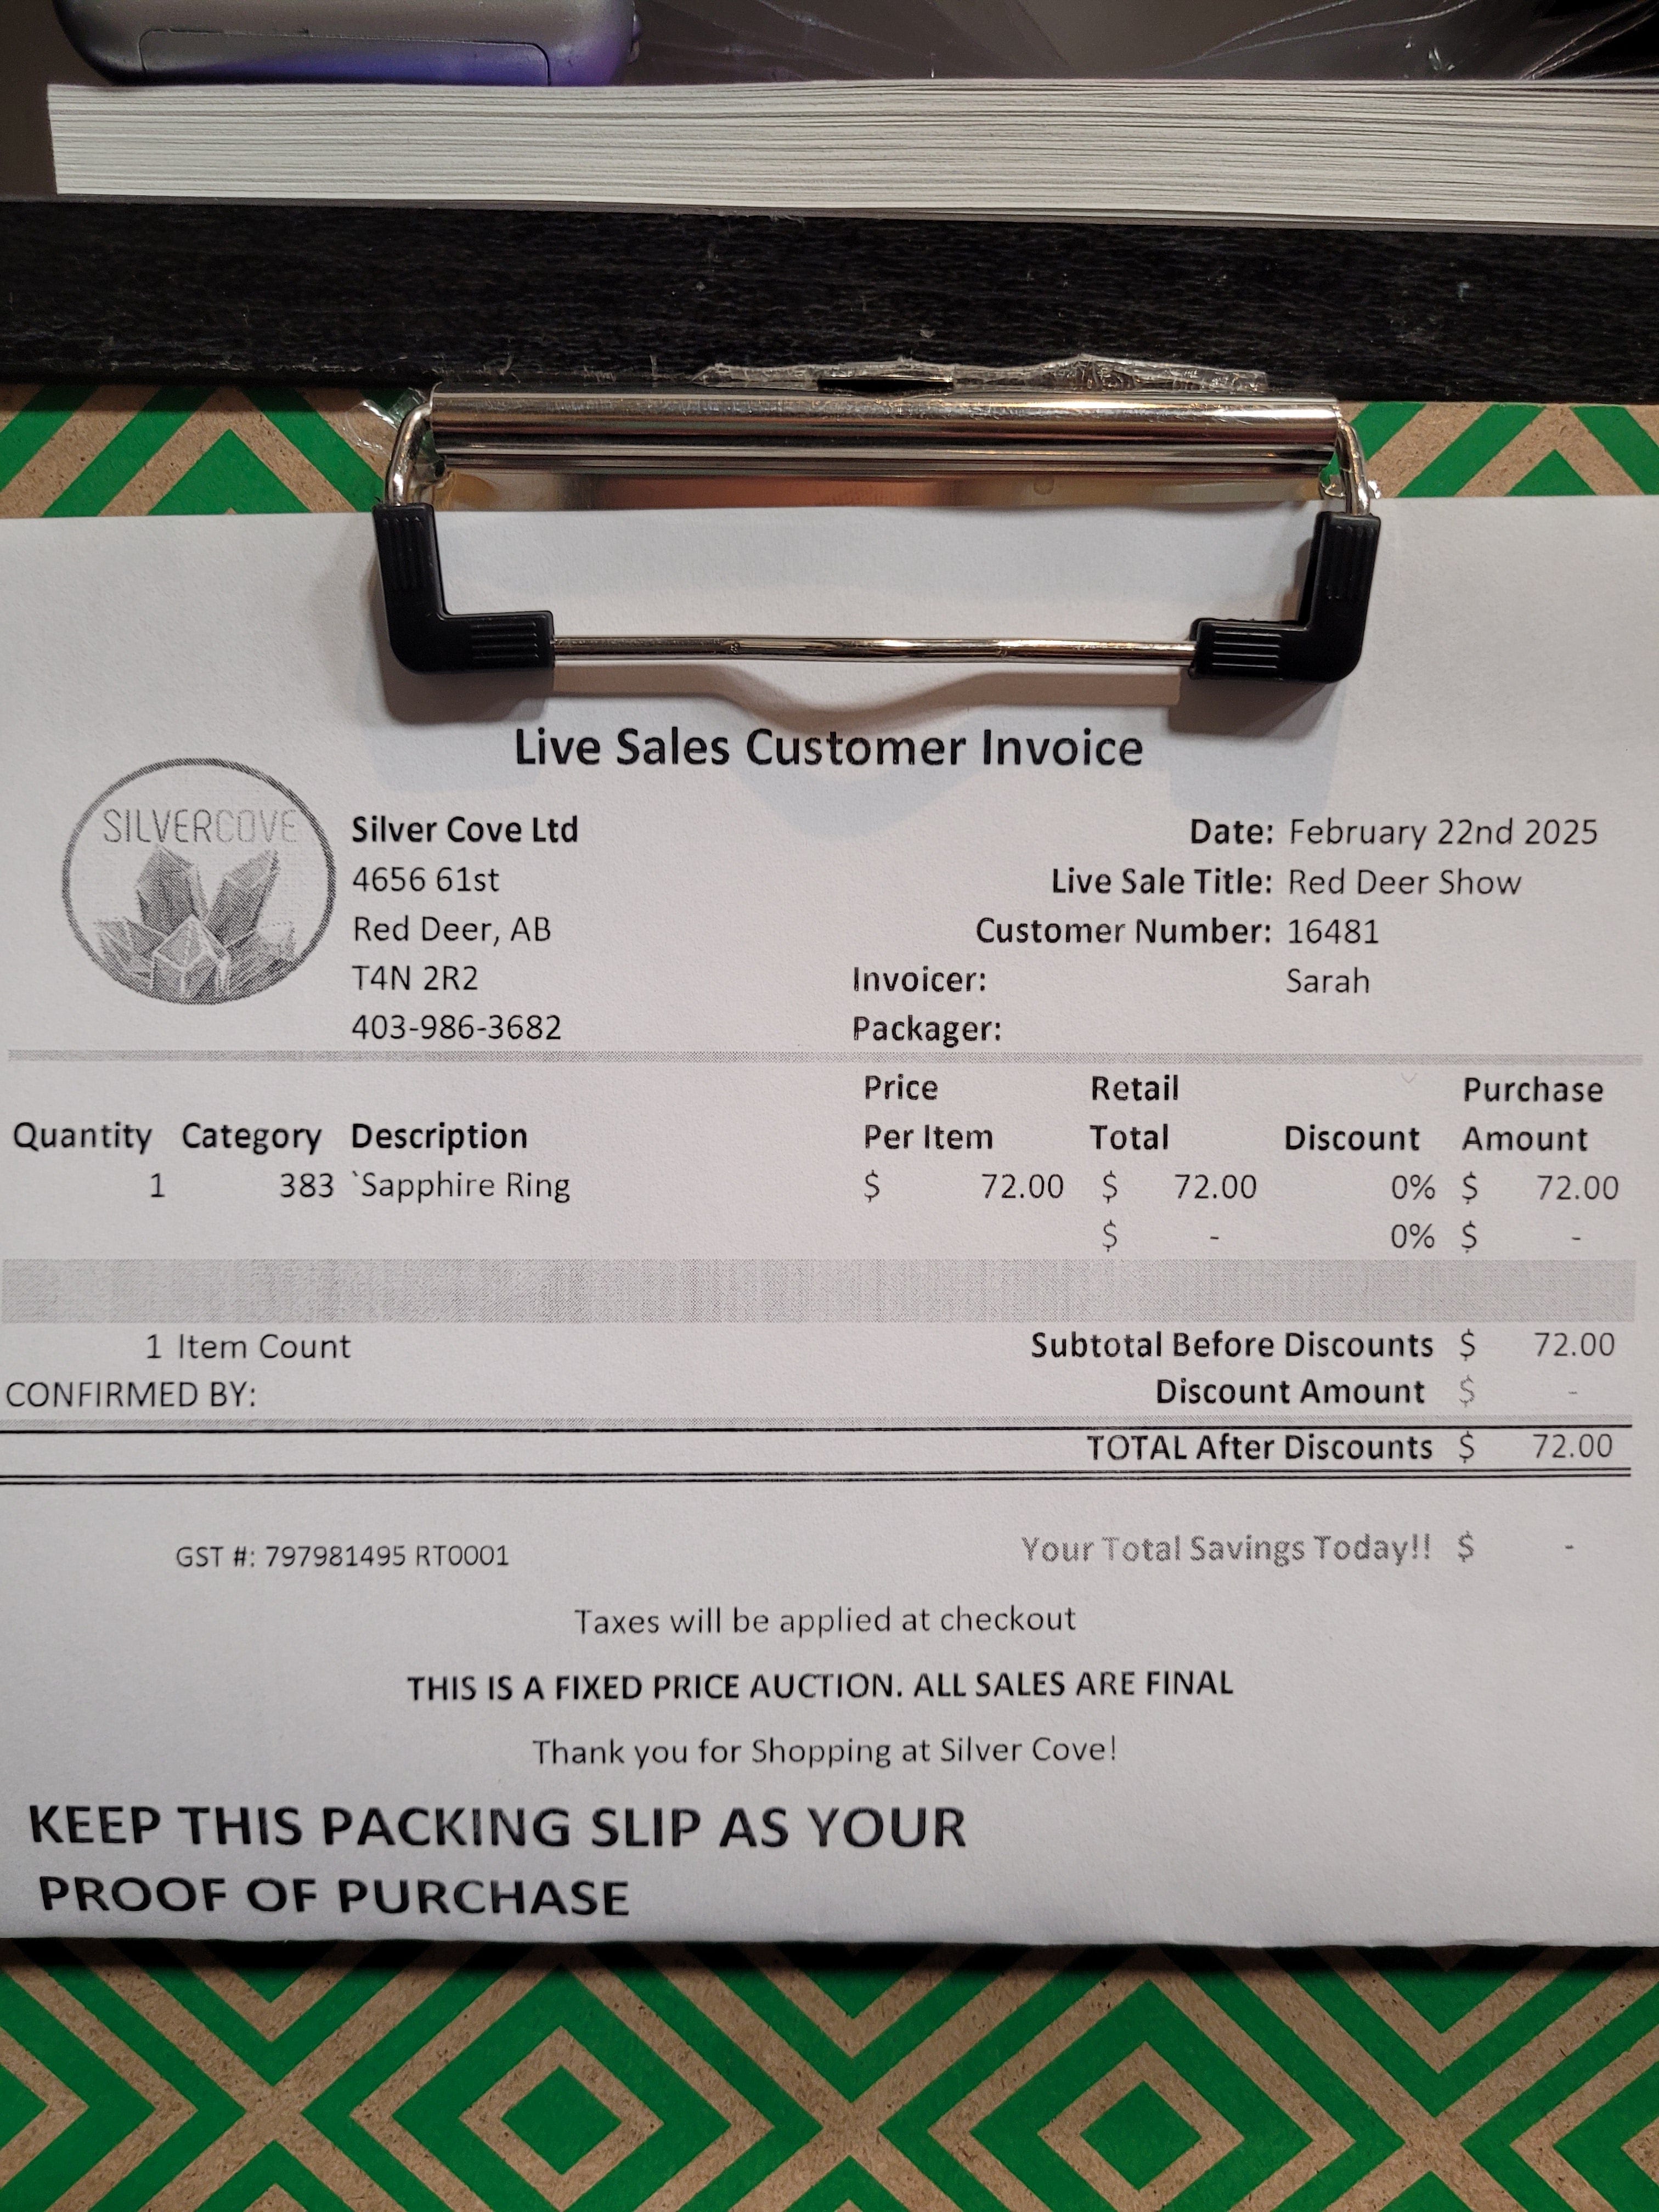 Live Sales Customer Invoice
SILVERCOVE
Silver Cove Ltd
4656 61st
Red Deer, AB
T4N 2R2
403-986-3682
Date: February 22nd 2025
Live Sale Title: Red Deer Show
Customer Number: 16481
Invoicer: Sarah
Packager:
Quantity Category Description Price Per Item Retail Total Discount Purchase Amount
1 383 `Sapphire Ring $ 72.00 $ 72.00 0% $ 72.00
$ - 0% $ -
1 Item Count Subtotal Before Discounts $ 72.00
CONFIRMED BY: Discount Amount $ -
TOTAL After Discounts $ 72.00
GST #: 797981495 RT0001 Your Total Savings Today!! $ -
Taxes will be applied at checkout
THIS IS A FIXED PRICE AUCTION. ALL SALES ARE FINAL
Thank you for Shopping at Silver Cove!
KEEP THIS PACKING SLIP AS YOUR
PROOF OF PURCHASE